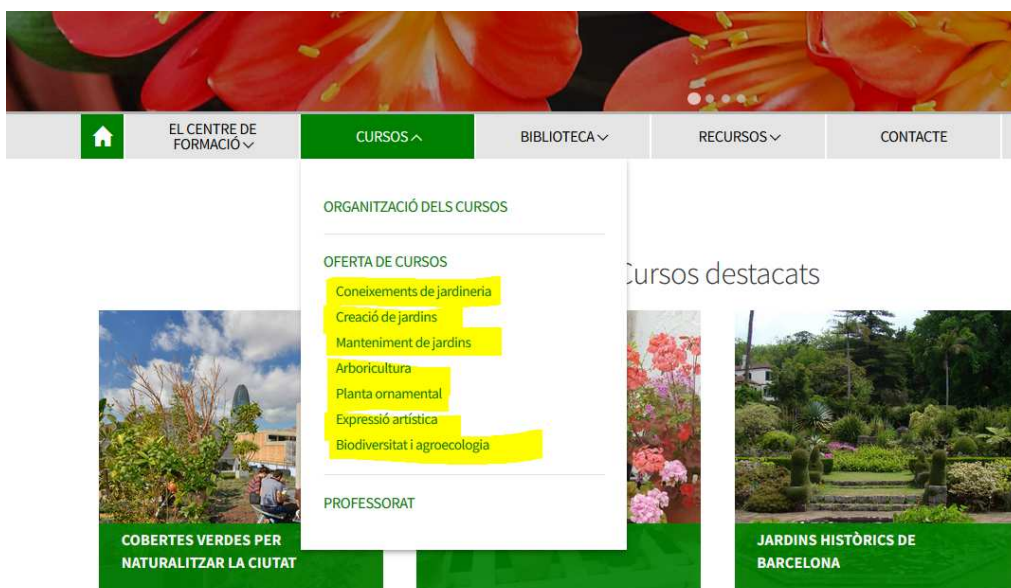 EL CENTRE DE
FORMACIÓ
CURSOS
BIBLIOTECA
RECURSOS
CONTACTE
ORGANITZACIÓ DELS CURSOS
OFERTA DE CURSOS
Coneixements de jardineria
Creació de jardins
Manteniment de jardins
Arboricultura
Planta ornamental
Expressió artística
Biodiversitat i agroecologia
PROFESSORAT
Cursos destacats
COBERTES VERDES PER
NATURALITZAR LA CIUTAT
JARDINS HISTÒRICS DE
BARCELONA